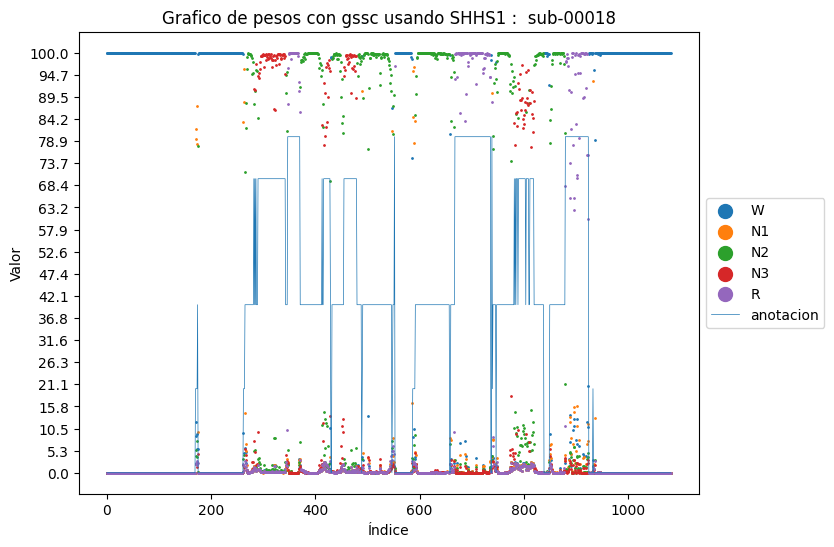 Grafico de pesos con gssc usando SHHS1 :  sub-00018
Valor
100.0
94.7
89.5
84.2
78.9
73.7
68.4
63.2
57.9
52.6
47.4
42.1
36.8
31.6
26.3
21.1
15.8
10.5
5.3
0.0
0
200
400
600
800
1000
Índice
W
N1
N2
N3
R
anotacion